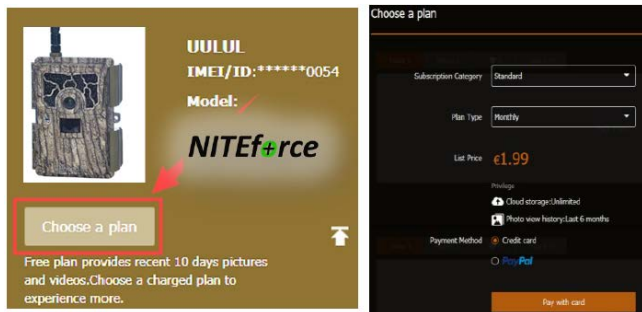 UULUL
IMEI/ID:******0054
Model:
NITEforce
Choose a plan
Free plan provides recent 10 days pictures
and videos.Choose a charged plan to
experience more.
Choose a plan
Subscription Category Standard
Plan Type Monthly
List Price €1.99
Privilege
Cloud storage:Unlimited
Photo view history:Last 6 months
Payment Method Credit card
PayPal
Pay with card